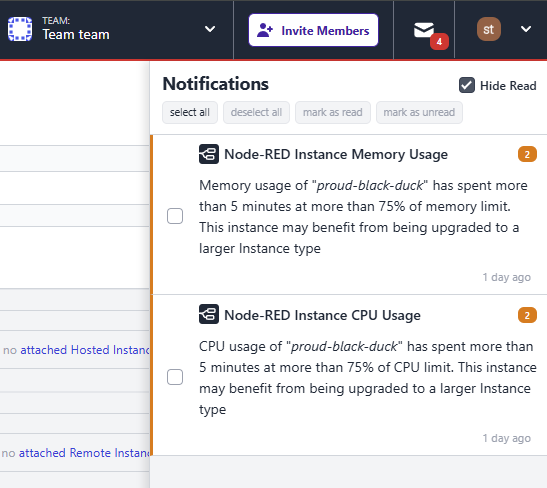 TEAM:
Team team
Invite Members
4
st
Notifications
Hide Read
select all
deselect all
mark as read
mark as unread
Node-RED Instance Memory Usage
2
Memory usage of "proud-black-duck" has spent more
than 5 minutes at more than 75% of memory limit.
This instance may benefit from being upgraded to a
larger Instance type
1 day ago
Node-RED Instance CPU Usage
2
CPU usage of "proud-black-duck" has spent more than
5 minutes at more than 75% of CPU limit. This instance
may benefit from being upgraded to a larger Instance
type
1 day ago
no attached Hosted Instanc
no attached Remote Instan